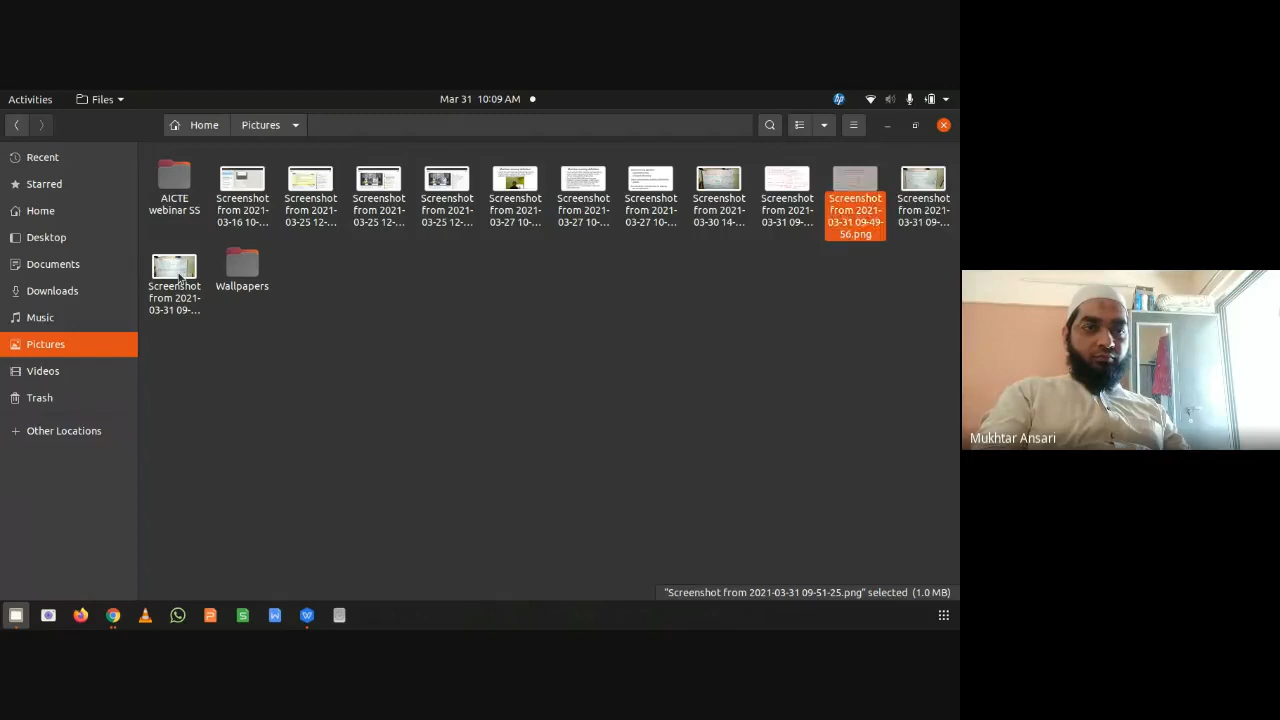 Activities
Files
Mar 31 10:09 AM
hp
Home
Pictures
Recent
Starred
Home
Desktop
Documents
Downloads
Music
Pictures
Videos
Trash
Other Locations
AICTE
webinar SS
Screenshot
from 2021-
03-16 10-...
Screenshot
from 2021-
03-25 12-...
Screenshot
from 2021-
03-25 12-...
Screenshot
from 2021-
03-25 12-...
Screenshot
from 2021-
03-27 10-...
Screenshot
from 2021-
03-27 10-...
Screenshot
from 2021-
03-27 10-...
Screenshot
from 2021-
03-30 14-...
Screenshot
from 2021-
03-31 09-...
Screenshot
from 2021-
03-31 09-49-
56.png
Screenshot
from 2021-
03-31 09-...
Screenshot
from 2021-
03-31 09-...
Wallpapers
"Screenshot from 2021-03-31 09-51-25.png" selected (1.0 MB)
Mukhtar Ansari